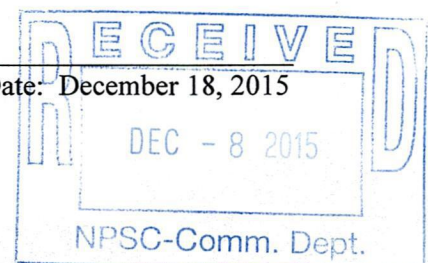 RECEIVED
Date: December 18, 2015
DEC - 8 2015
NPSC-Comm. Dept.